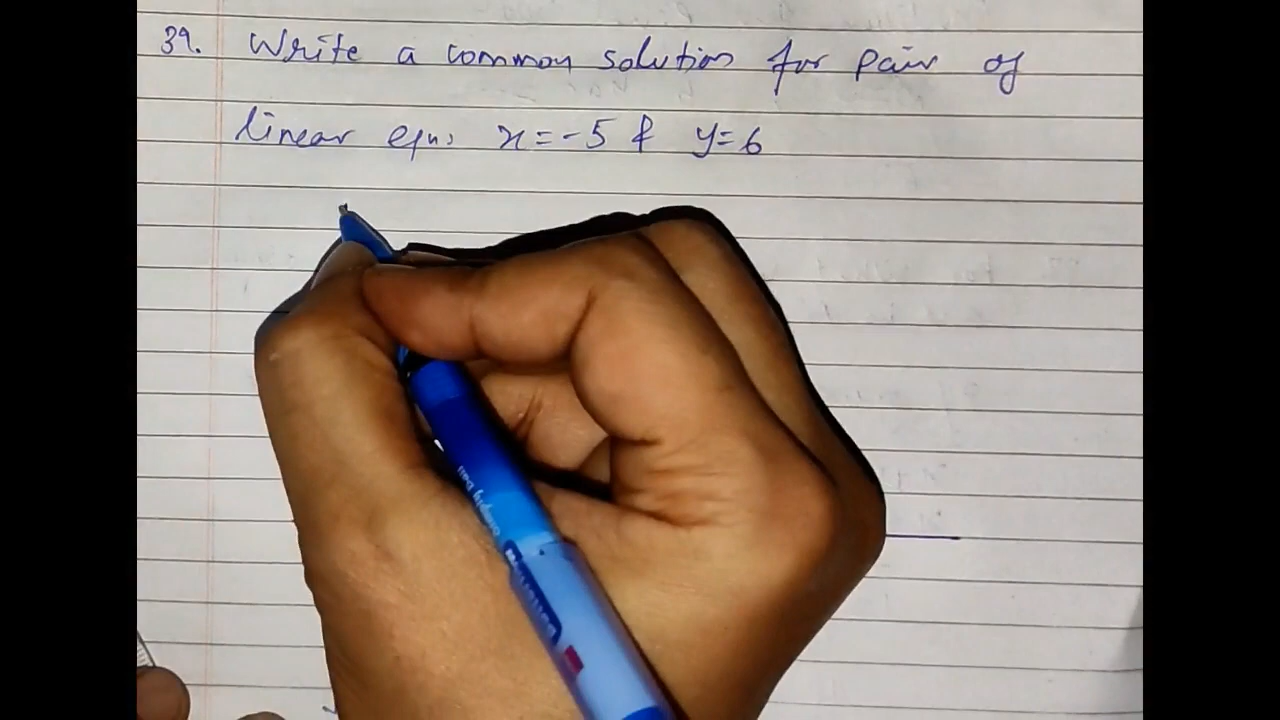 39. Write a common solution for pair of
linear eqn. x = -5 & y = 6